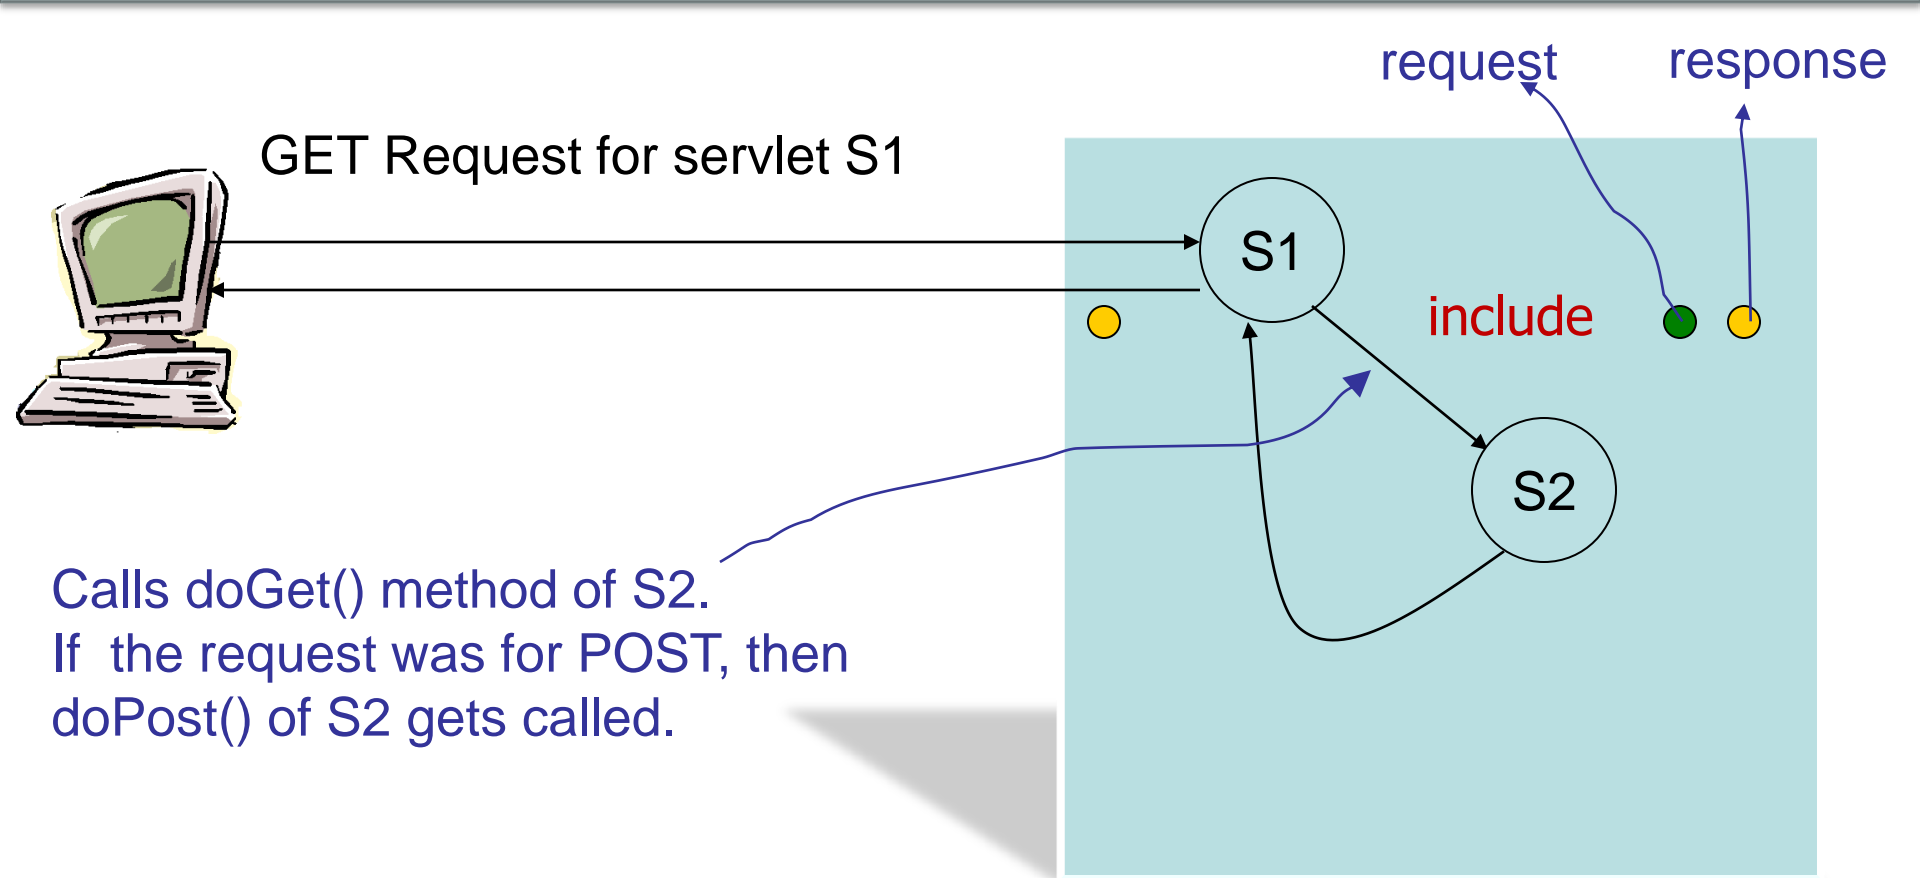 request
response
GET Request for servlet S1
S1
include
S2
Calls doGet() method of S2.
If  the request was for POST, then
doPost() of S2 gets called.